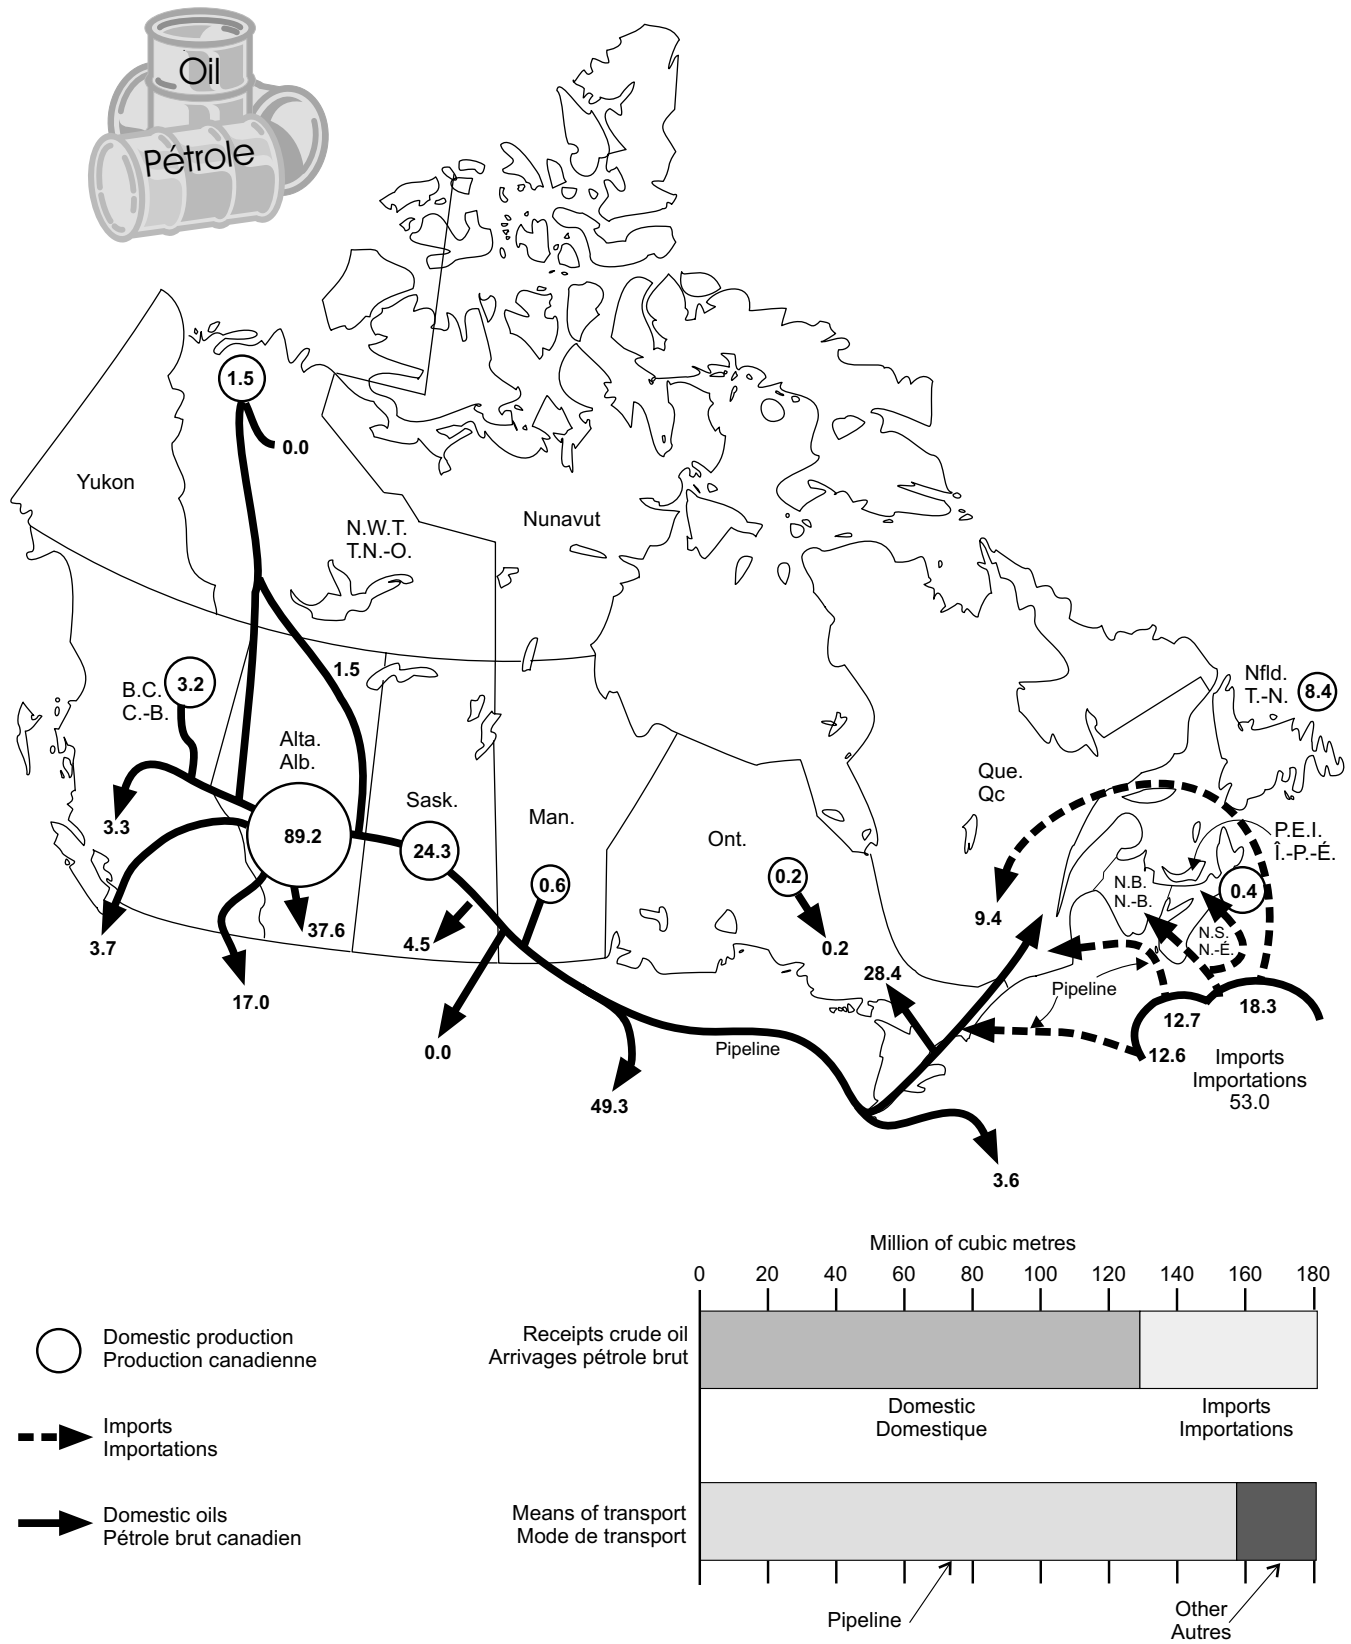 Oil
Pétrole
1.5
0.0
Yukon
N.W.T.
T.N.-O.
Nunavut
1.5
B.C.
C.-B.
3.2
Nfld.
T.-N.
8.4
Alta.
Alb.
Que.
Qc
Sask.
Man.
Ont.
3.3
89.2
24.3
P.E.I.
Î.-P.-É.
0.6
0.2
N.B.
N.-B.
0.4
9.4
3.7
37.6
4.5
0.2
N.S.
N.-É.
28.4
17.0
Pipeline
12.7
18.3
0.0
Pipeline
12.6
Imports
Importations
53.0
49.3
3.6
Million of cubic metres
0 20 40 60 80 100 120 140 160 180
Receipts crude oil
Arrivages pétrole brut
Domestic production
Production canadienne
Domestic
Domestique
Imports
Importations
Imports
Importations
Domestic oils
Pétrole brut canadien
Means of transport
Mode de transport
Pipeline
Other
Autres